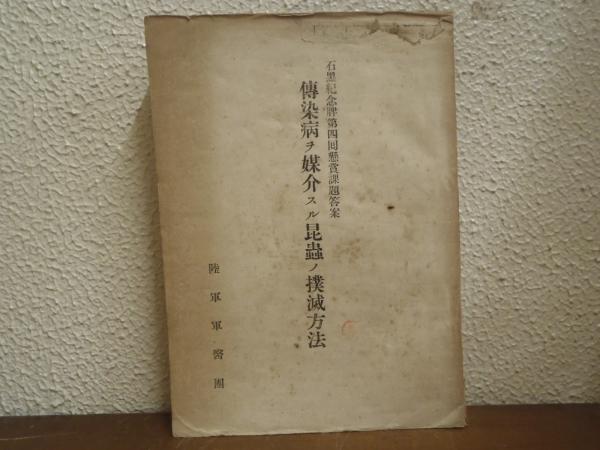 石黑紀念牌第四回懸賞課題答案
傳染病ヲ媒介スル昆蟲ノ撲滅方法
陸軍軍醫團